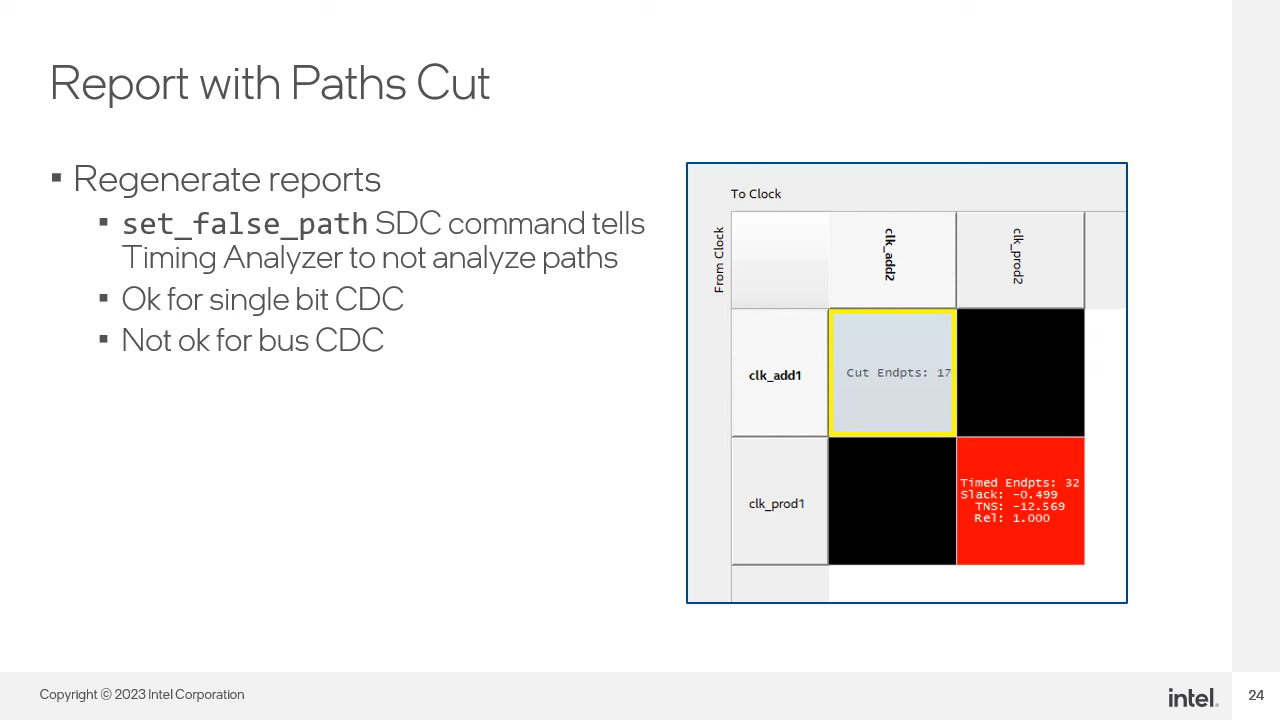 Report with Paths Cut
▪ Regenerate reports
▪ set_false_path SDC command tells
Timing Analyzer to not analyze paths
▪ Ok for single bit CDC
▪ Not ok for bus CDC
To Clock
From Clock
clk_add2
clk_prod2
clk_add1
Cut Endpts: 17
clk_prod1
Timed Endpts: 32
Slack: -0.499
TNS: -12.569
Rel: 1.000
Copyright © 2023 Intel Corporation
intel.
24